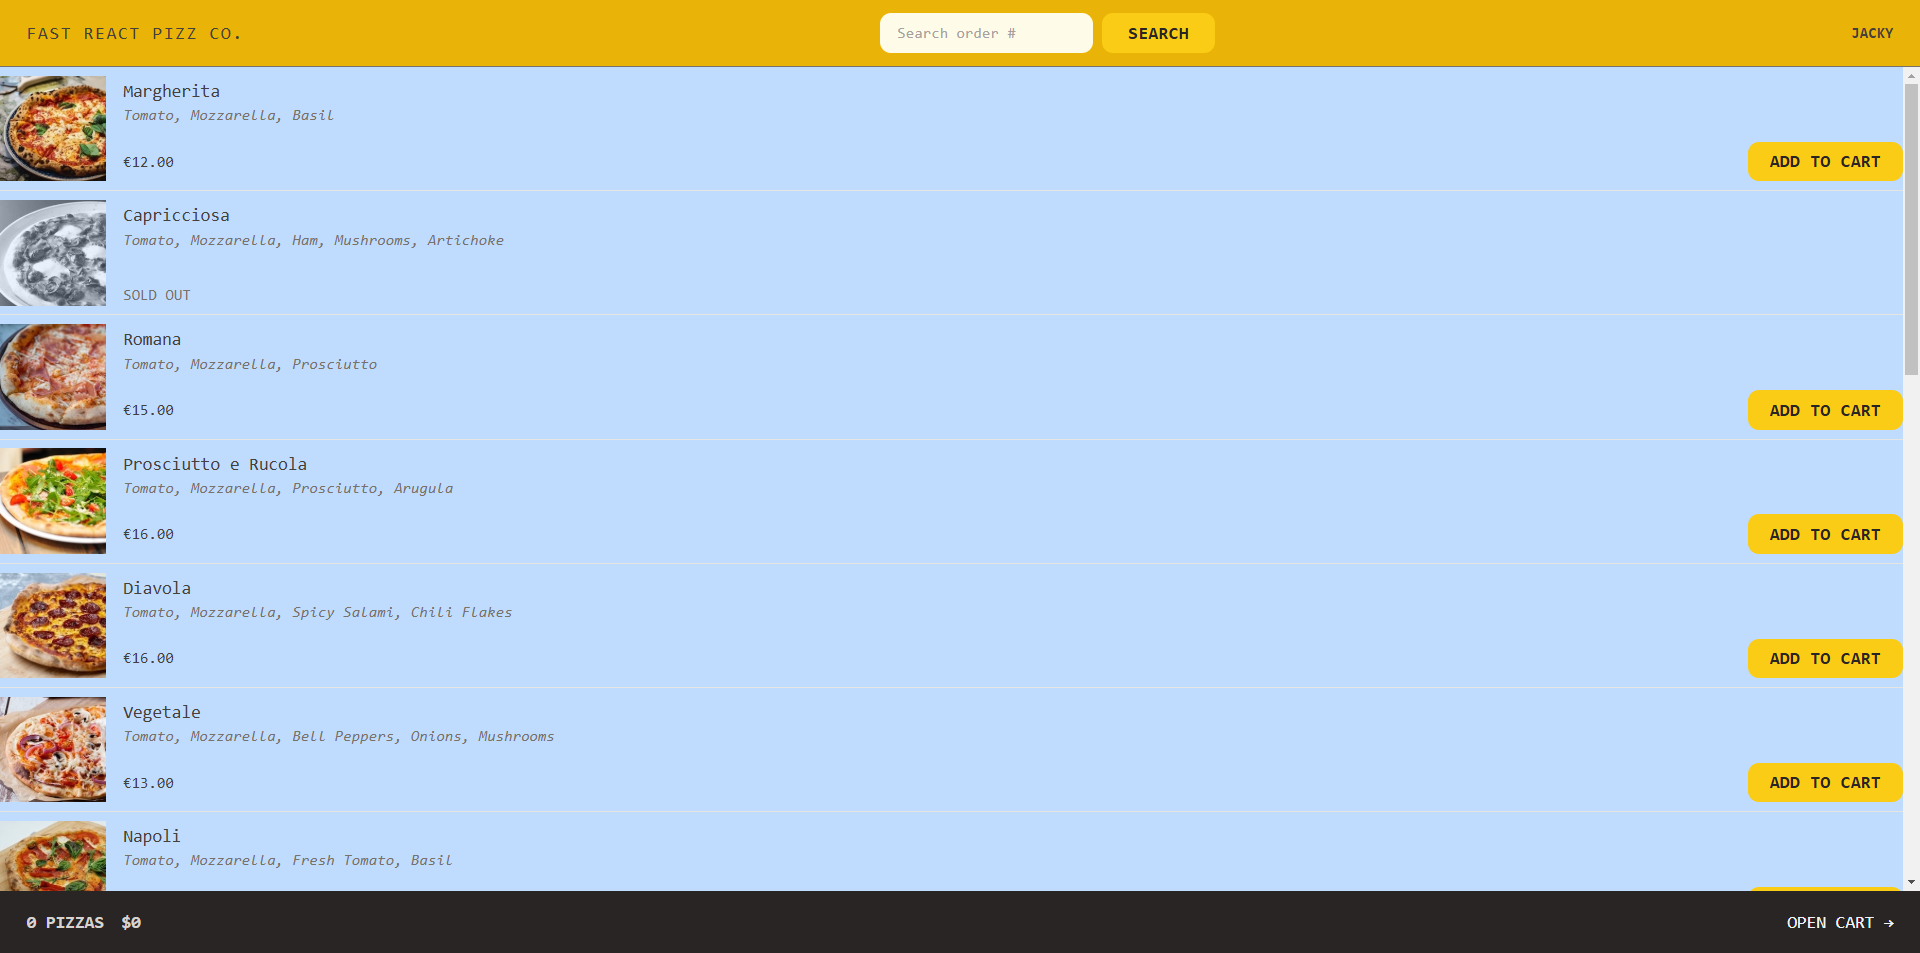 FAST REACT PIZZ CO.
Search order #
SEARCH
JACKY
Margherita
Tomato, Mozzarella, Basil
€12.00
ADD TO CART
Capricciosa
Tomato, Mozzarella, Ham, Mushrooms, Artichoke
SOLD OUT
Romana
Tomato, Mozzarella, Prosciutto
€15.00
ADD TO CART
Prosciutto e Rucola
Tomato, Mozzarella, Prosciutto, Arugula
€16.00
ADD TO CART
Diavola
Tomato, Mozzarella, Spicy Salami, Chili Flakes
€16.00
ADD TO CART
Vegetale
Tomato, Mozzarella, Bell Peppers, Onions, Mushrooms
€13.00
ADD TO CART
Napoli
Tomato, Mozzarella, Fresh Tomato, Basil
0 PIZZAS $0
OPEN CART →